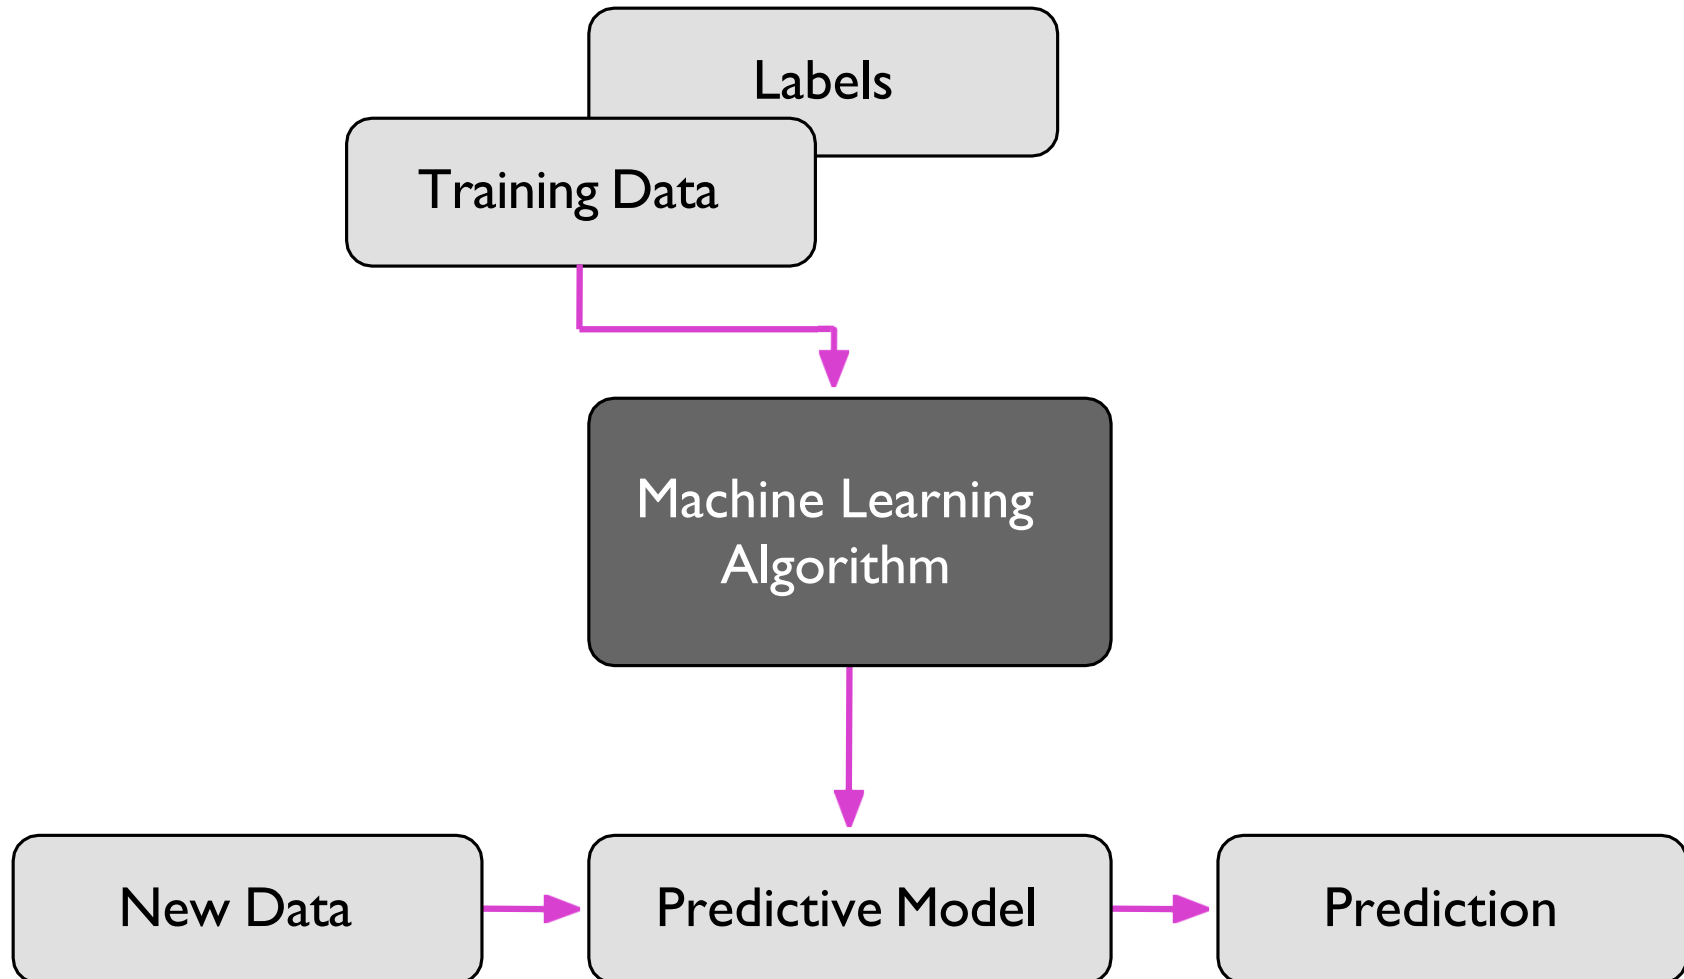 Labels
Training Data
Machine Learning
Algorithm
New Data
Predictive Model
Prediction